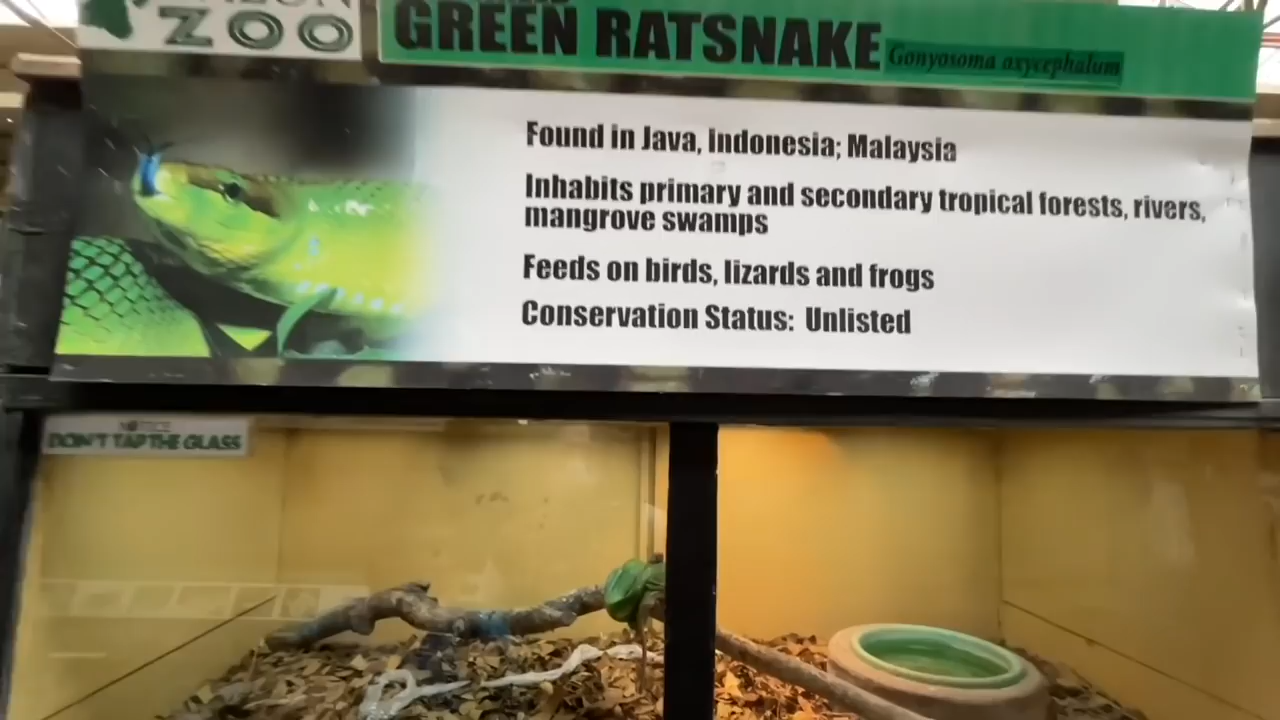 ZOO
GREEN RATSNAKE Gonyosoma oxycephalum
Found in Java, Indonesia; Malaysia
Inhabits primary and secondary tropical forests, rivers,
mangrove swamps
Feeds on birds, lizards and frogs
Conservation Status: Unlisted
NOTICE
DON'T TAP THE GLASS